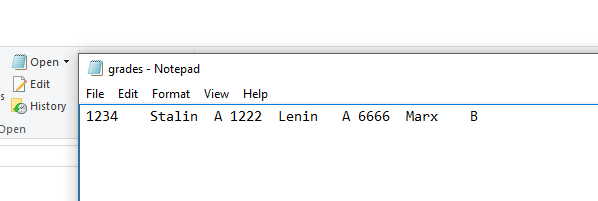 Open
Edit
s
History
Open
grades - Notepad
File Edit Format View Help
1234 Stalin A 1222 Lenin A 6666 Marx B